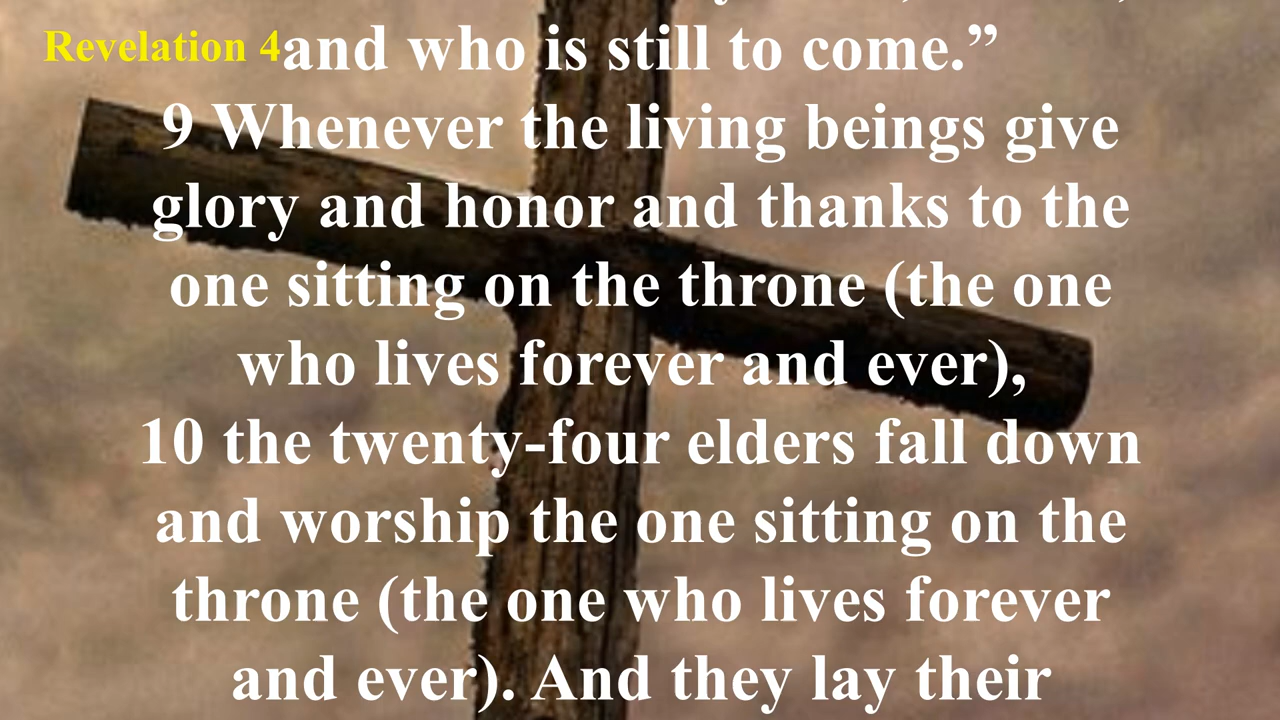 Revelation 4
and who is still to come.”
9 Whenever the living beings give
glory and honor and thanks to the
one sitting on the throne (the one
who lives forever and ever),
10 the twenty-four elders fall down
and worship the one sitting on the
throne (the one who lives forever
and ever). And they lay their